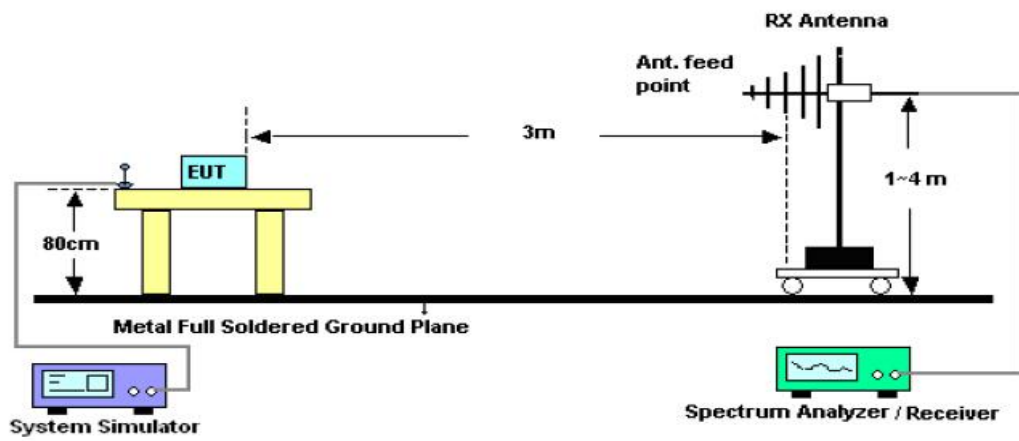 RX Antenna
Ant. feed
point
3m
EUT
1~4 m
80cm
Metal Full Soldered Ground Plane
System Simulator
Spectrum Analyzer / Receiver